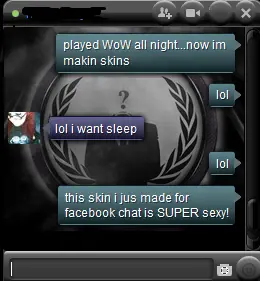 played WoW all night...now im
makin skins
lol
lol i want sleep
lol
this skin i jus made for
facebook chat is SUPER sexy!